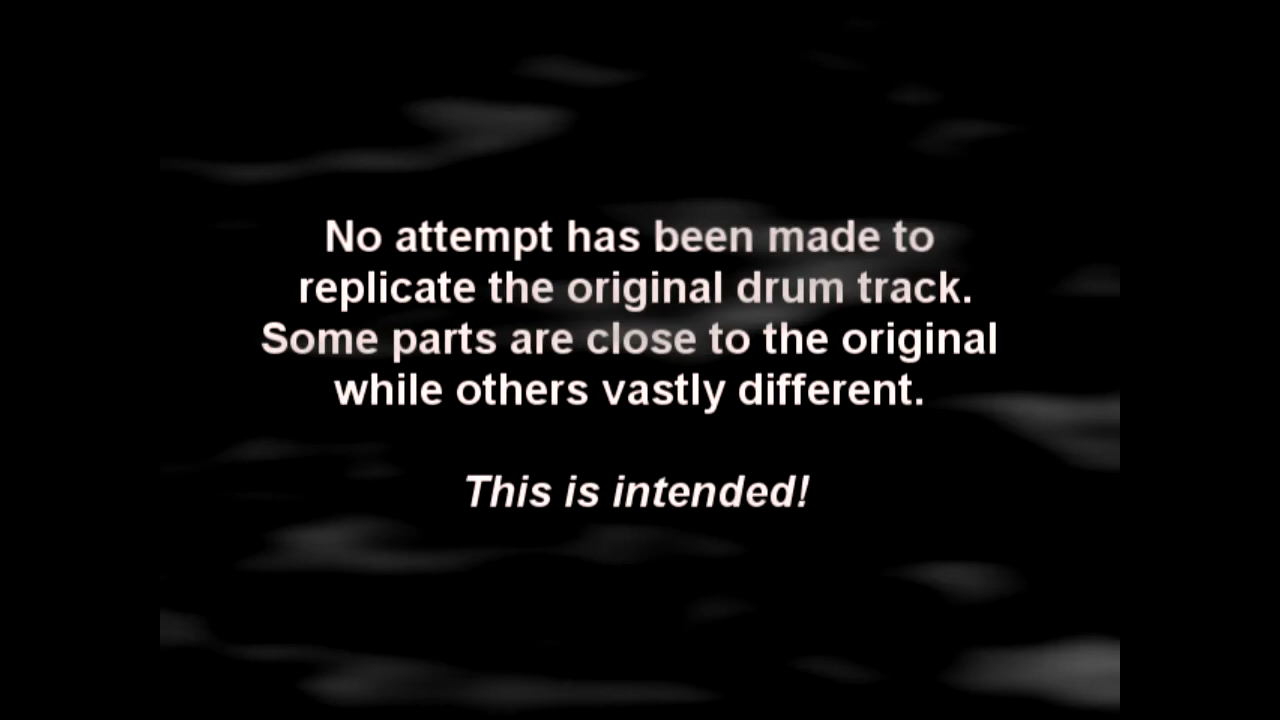 No attempt has been made to
replicate the original drum track.
Some parts are close to the original
while others vastly different.
This is intended!